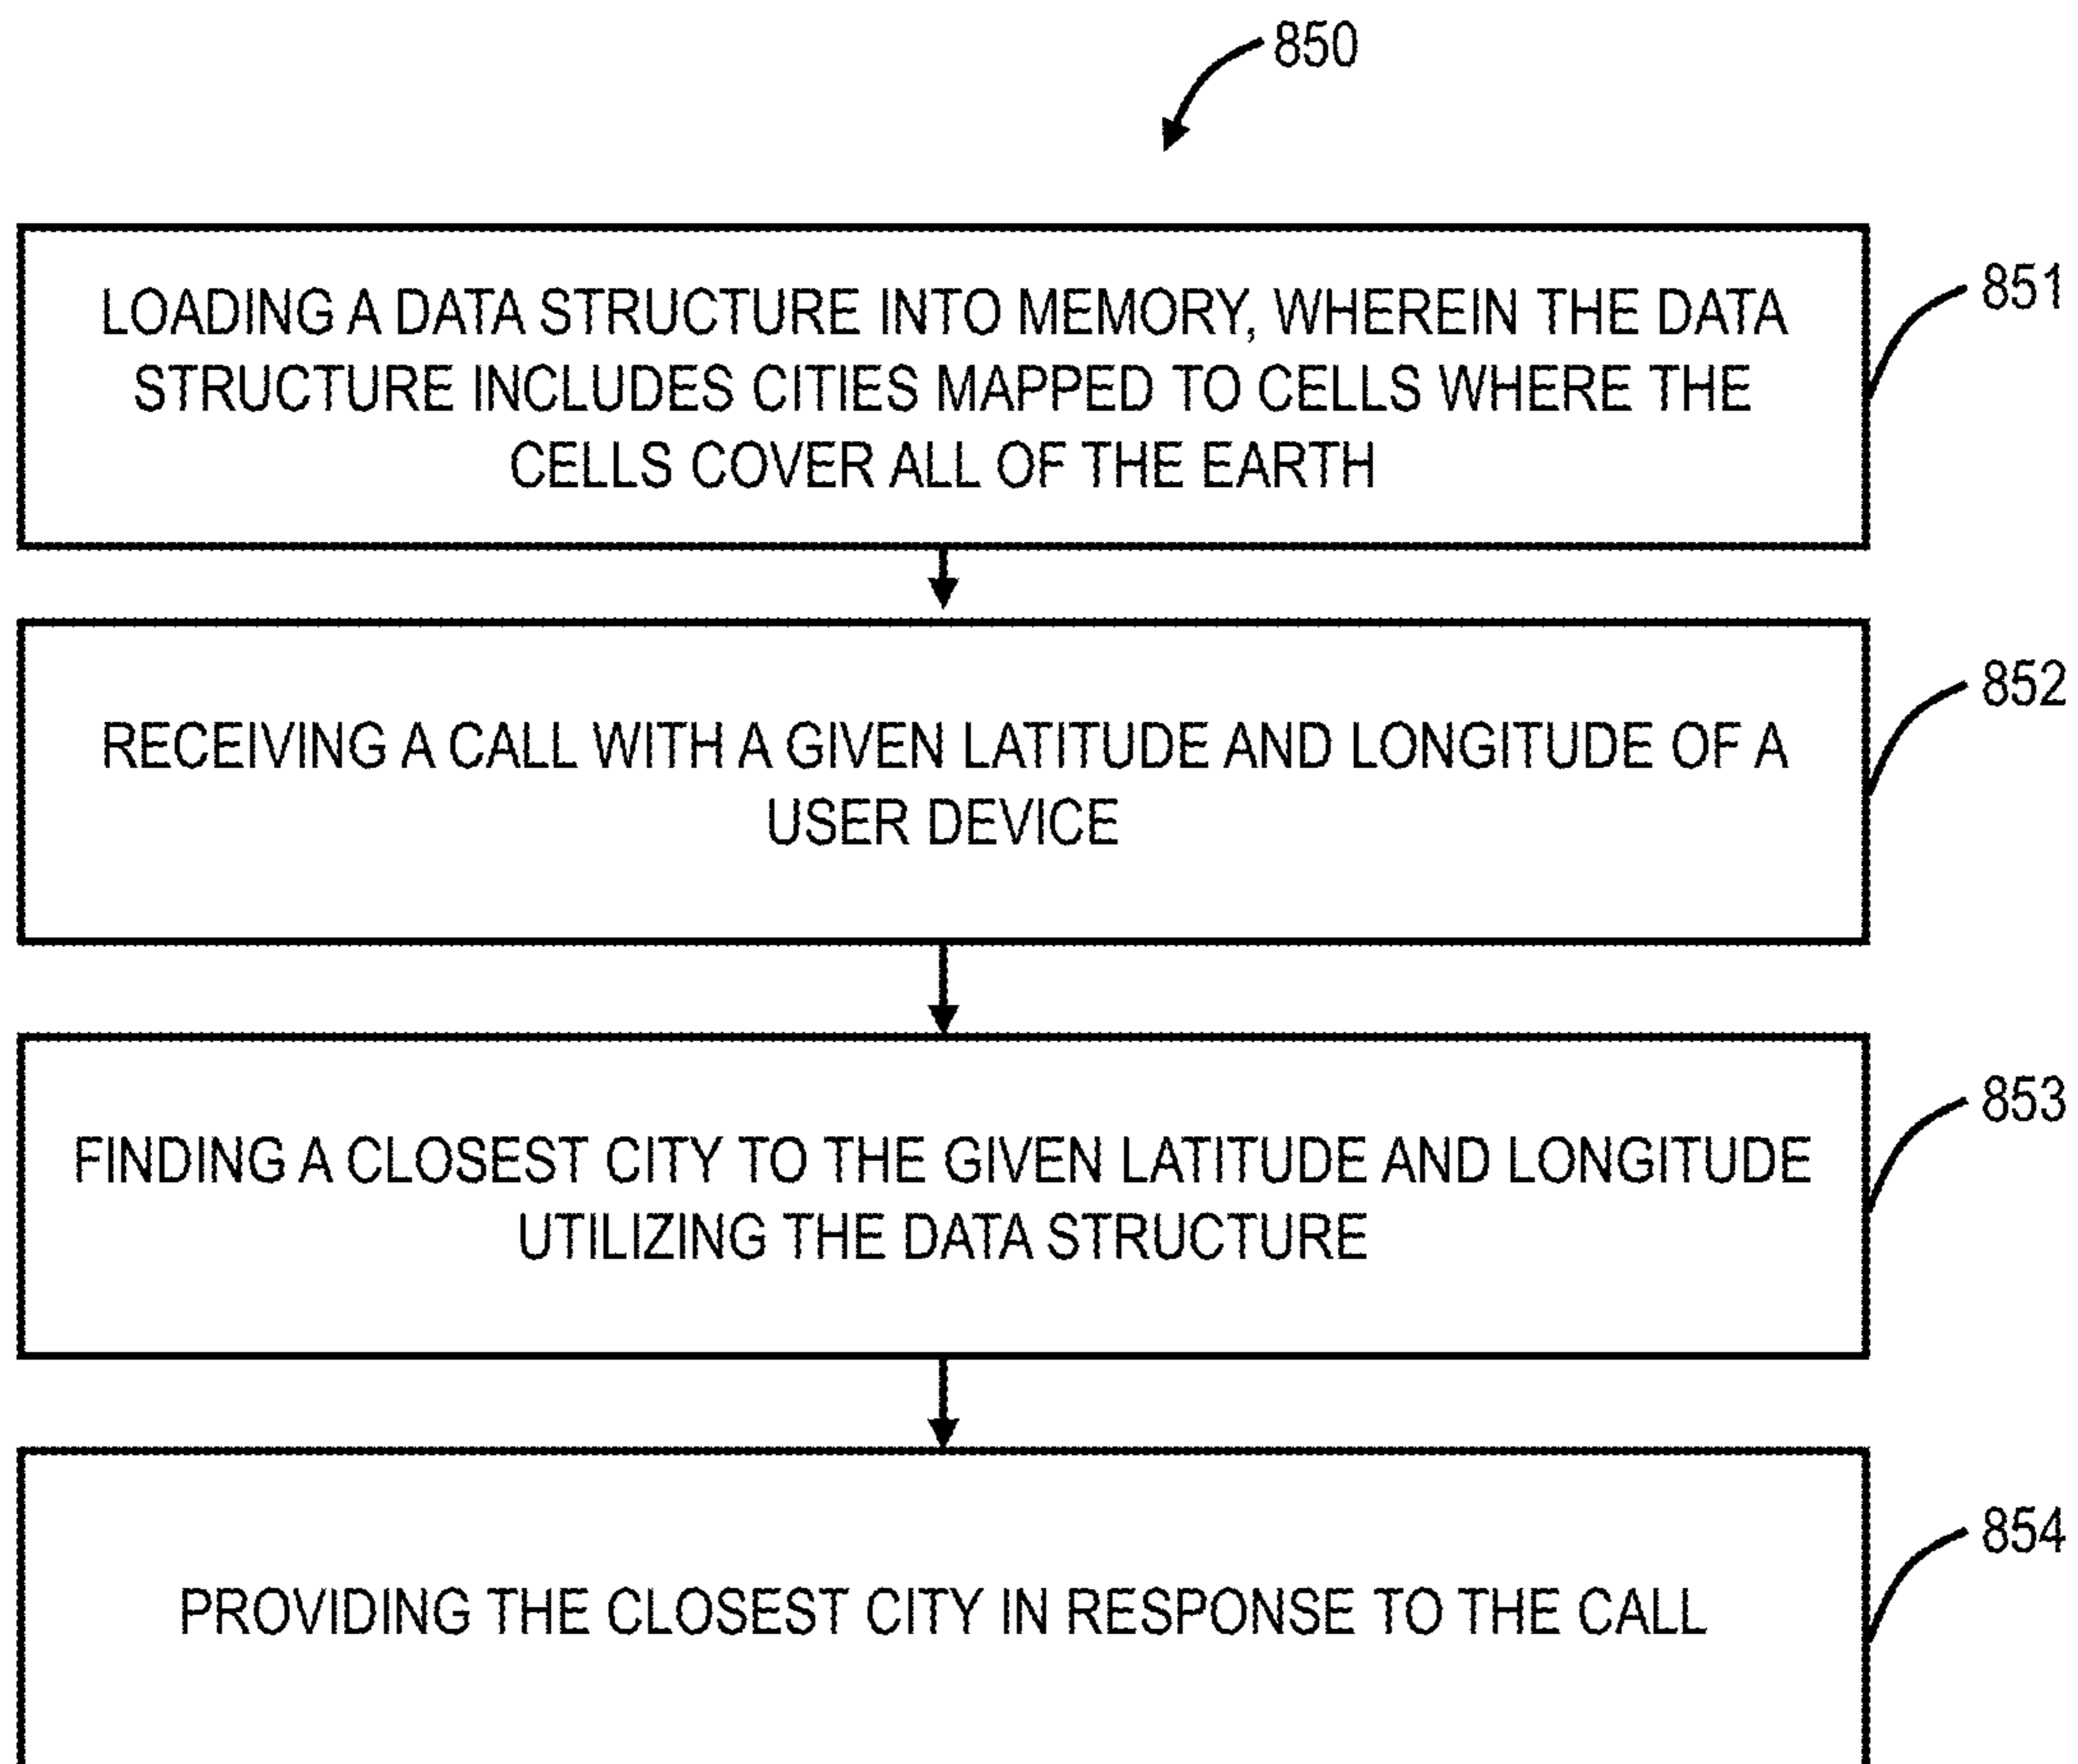 850
LOADING A DATA STRUCTURE INTO MEMORY, WHEREIN THE DATA
STRUCTURE INCLUDES CITIES MAPPED TO CELLS WHERE THE
CELLS COVER ALL OF THE EARTH
851
RECEIVING A CALL WITH A GIVEN LATITUDE AND LONGITUDE OF A
USER DEVICE
852
FINDING A CLOSEST CITY TO THE GIVEN LATITUDE AND LONGITUDE
UTILIZING THE DATA STRUCTURE
853
PROVIDING THE CLOSEST CITY IN RESPONSE TO THE CALL
854